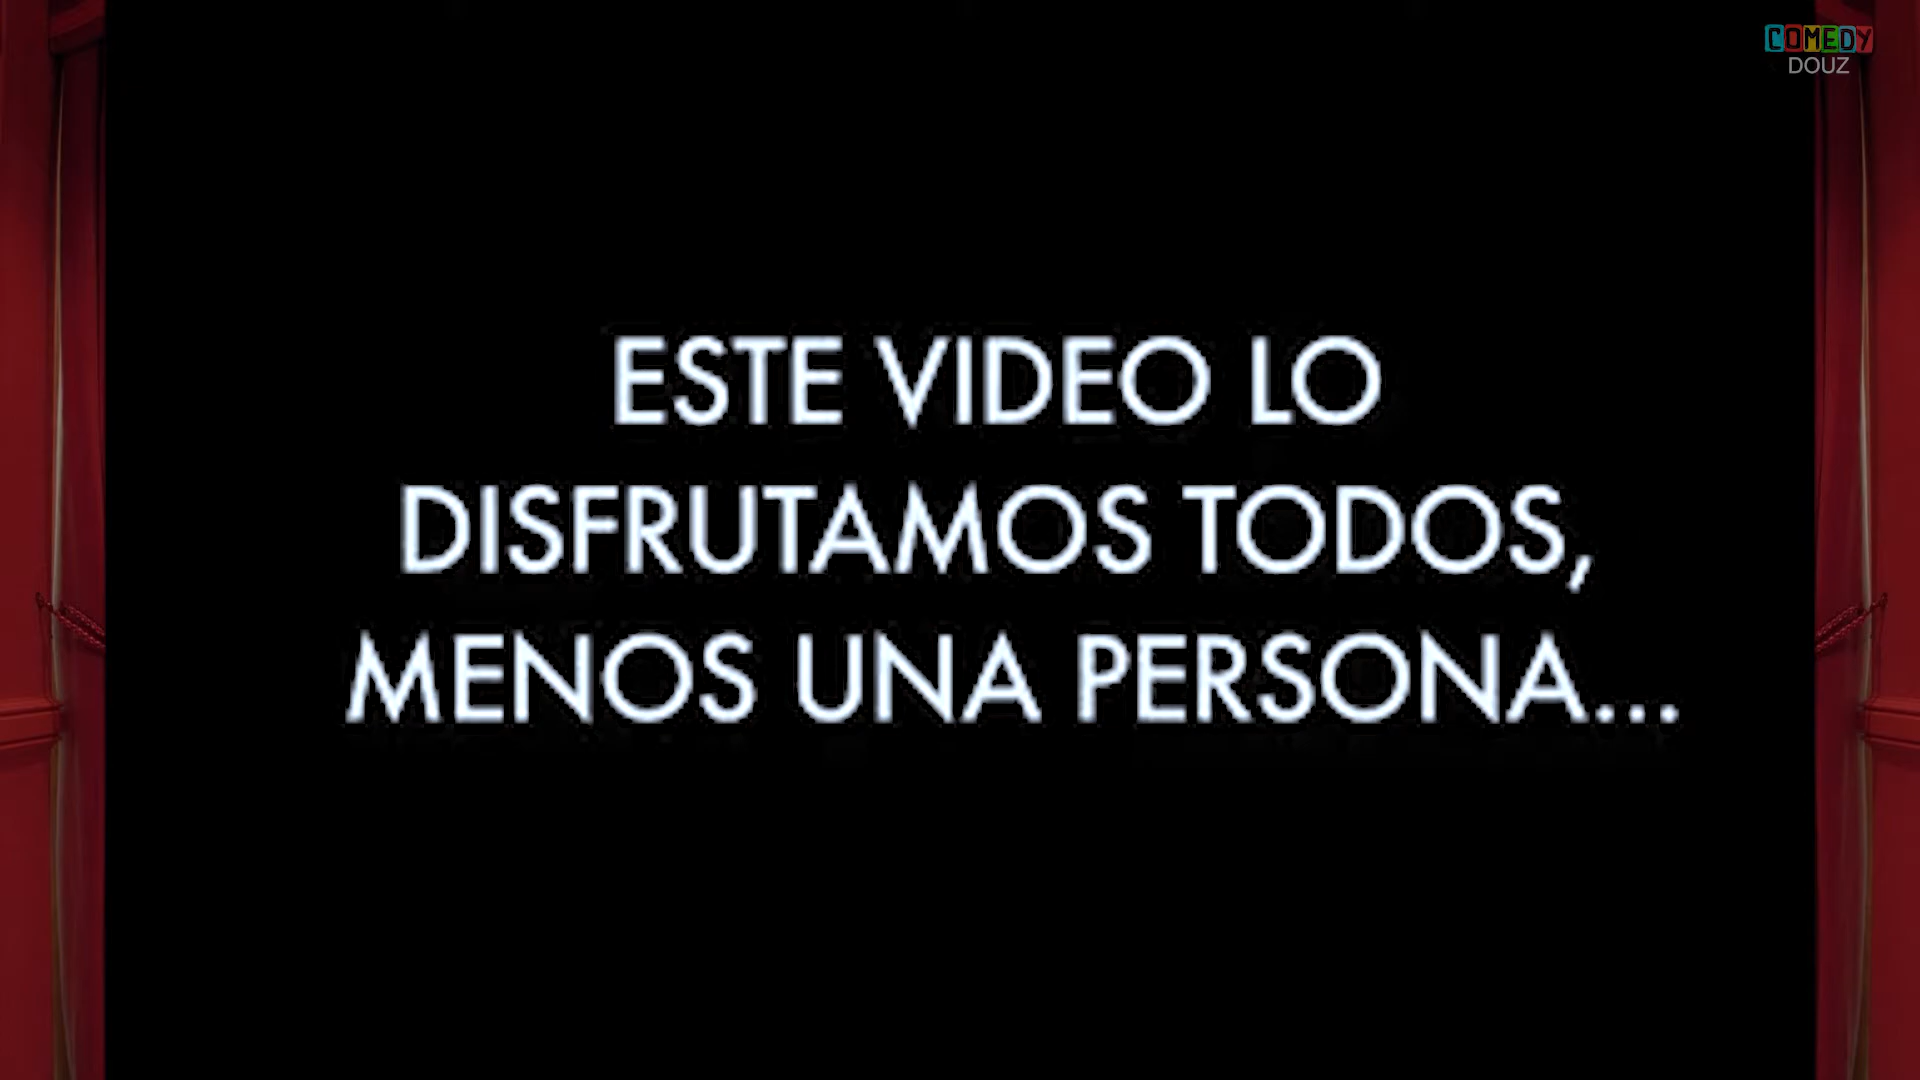 COMEDY
DOUZ
ESTE VIDEO LO
DISFRUTAMOS TODOS,
MENOS UNA PERSONA...